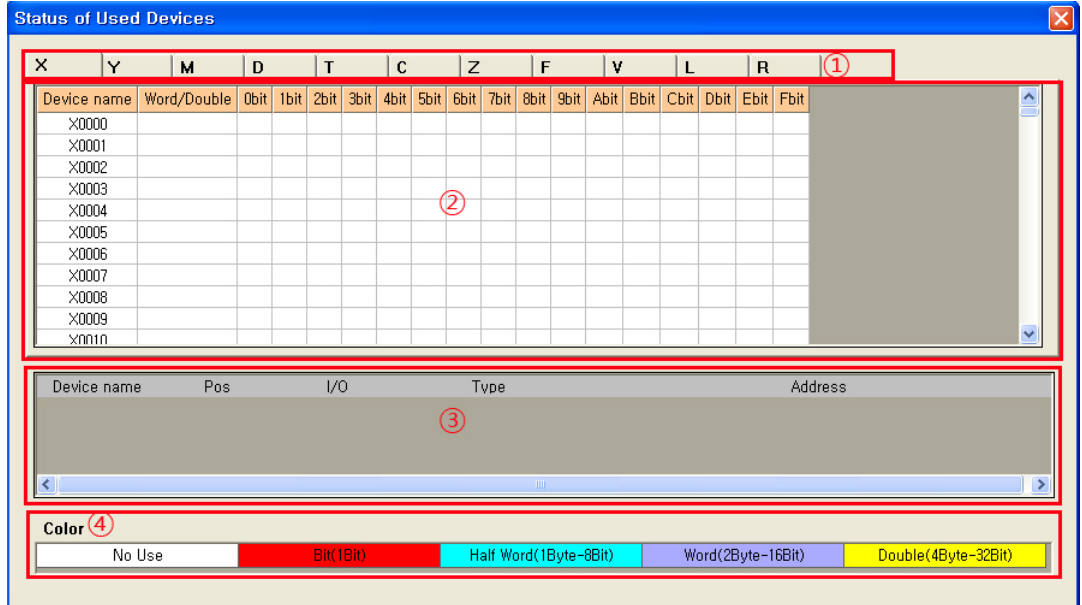 Status of Used Devices
X Y M D T C Z F V L R ①
Device name Word/Double 0bit 1bit 2bit 3bit 4bit 5bit 6bit 7bit 8bit 9bit Abit Bbit Cbit Dbit Ebit Fbit
X0000
X0001
X0002
X0003
X0004
②
X0005
X0006
X0007
X0008
X0009
X0010
Device name Pos I/O Type Address
③
Color ④
No Use Bit(1Bit) Half Word(1Byte-8Bit) Word(2Byte-16Bit) Double(4Byte-32Bit)